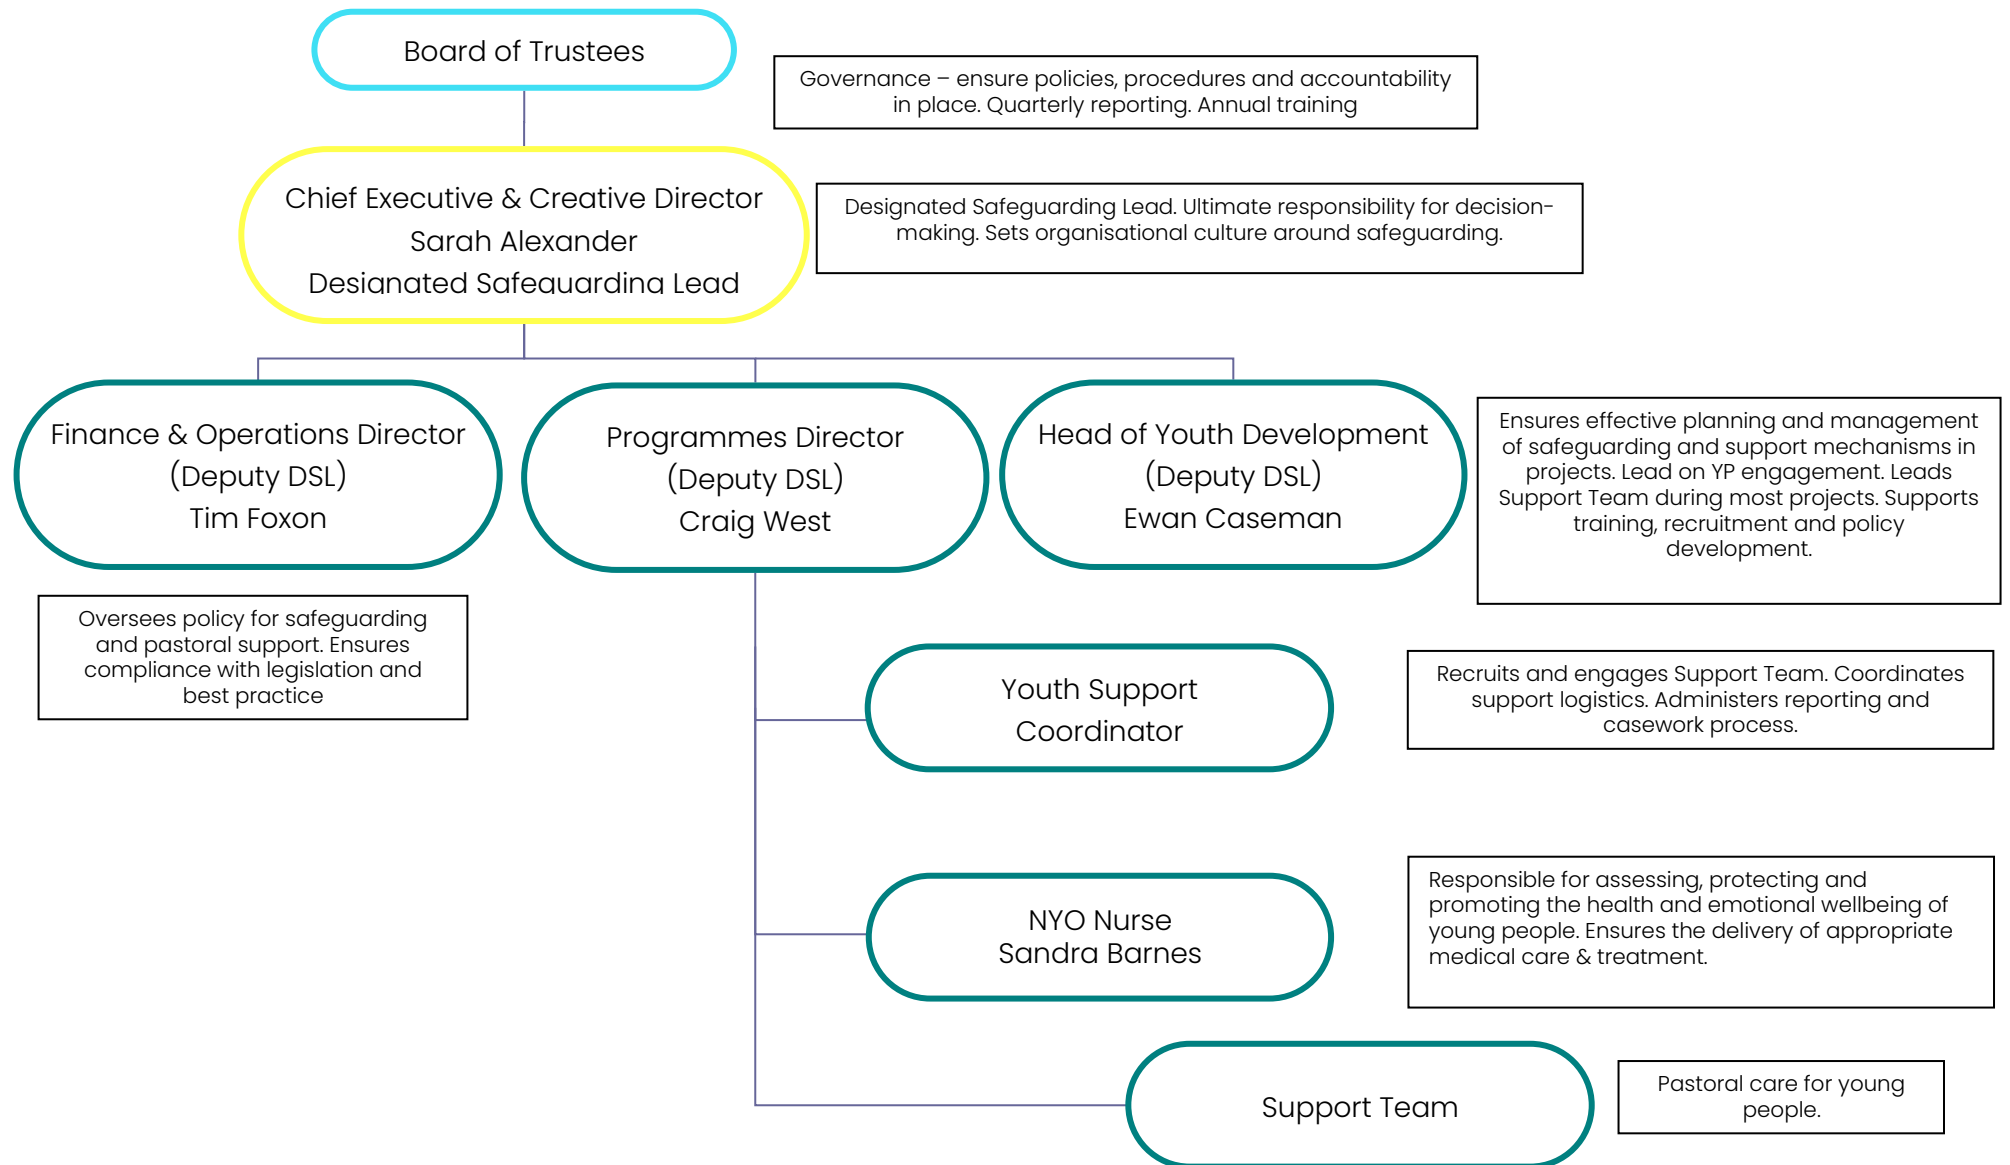 Board of Trustees
Governance – ensure policies, procedures and accountability
in place. Quarterly reporting. Annual training
Chief Executive & Creative Director
Sarah Alexander
Designated Safeguarding Lead
Designated Safeguarding Lead. Ultimate responsibility for decision-
making. Sets organisational culture around safeguarding.
Finance & Operations Director
(Deputy DSL)
Tim Foxon
Programmes Director
(Deputy DSL)
Craig West
Head of Youth Development
(Deputy DSL)
Ewan Caseman
Ensures effective planning and management
of safeguarding and support mechanisms in
projects. Lead on YP engagement. Leads
Support Team during most projects. Supports
training, recruitment and policy
development.
Oversees policy for safeguarding
and pastoral support. Ensures
compliance with legislation and
best practice
Youth Support
Coordinator
Recruits and engages Support Team. Coordinates
support logistics. Administers reporting and
casework process.
NYO Nurse
Sandra Barnes
Responsible for assessing, protecting and
promoting the health and emotional wellbeing of
young people. Ensures the delivery of appropriate
medical care & treatment.
Support Team
Pastoral care for young
people.